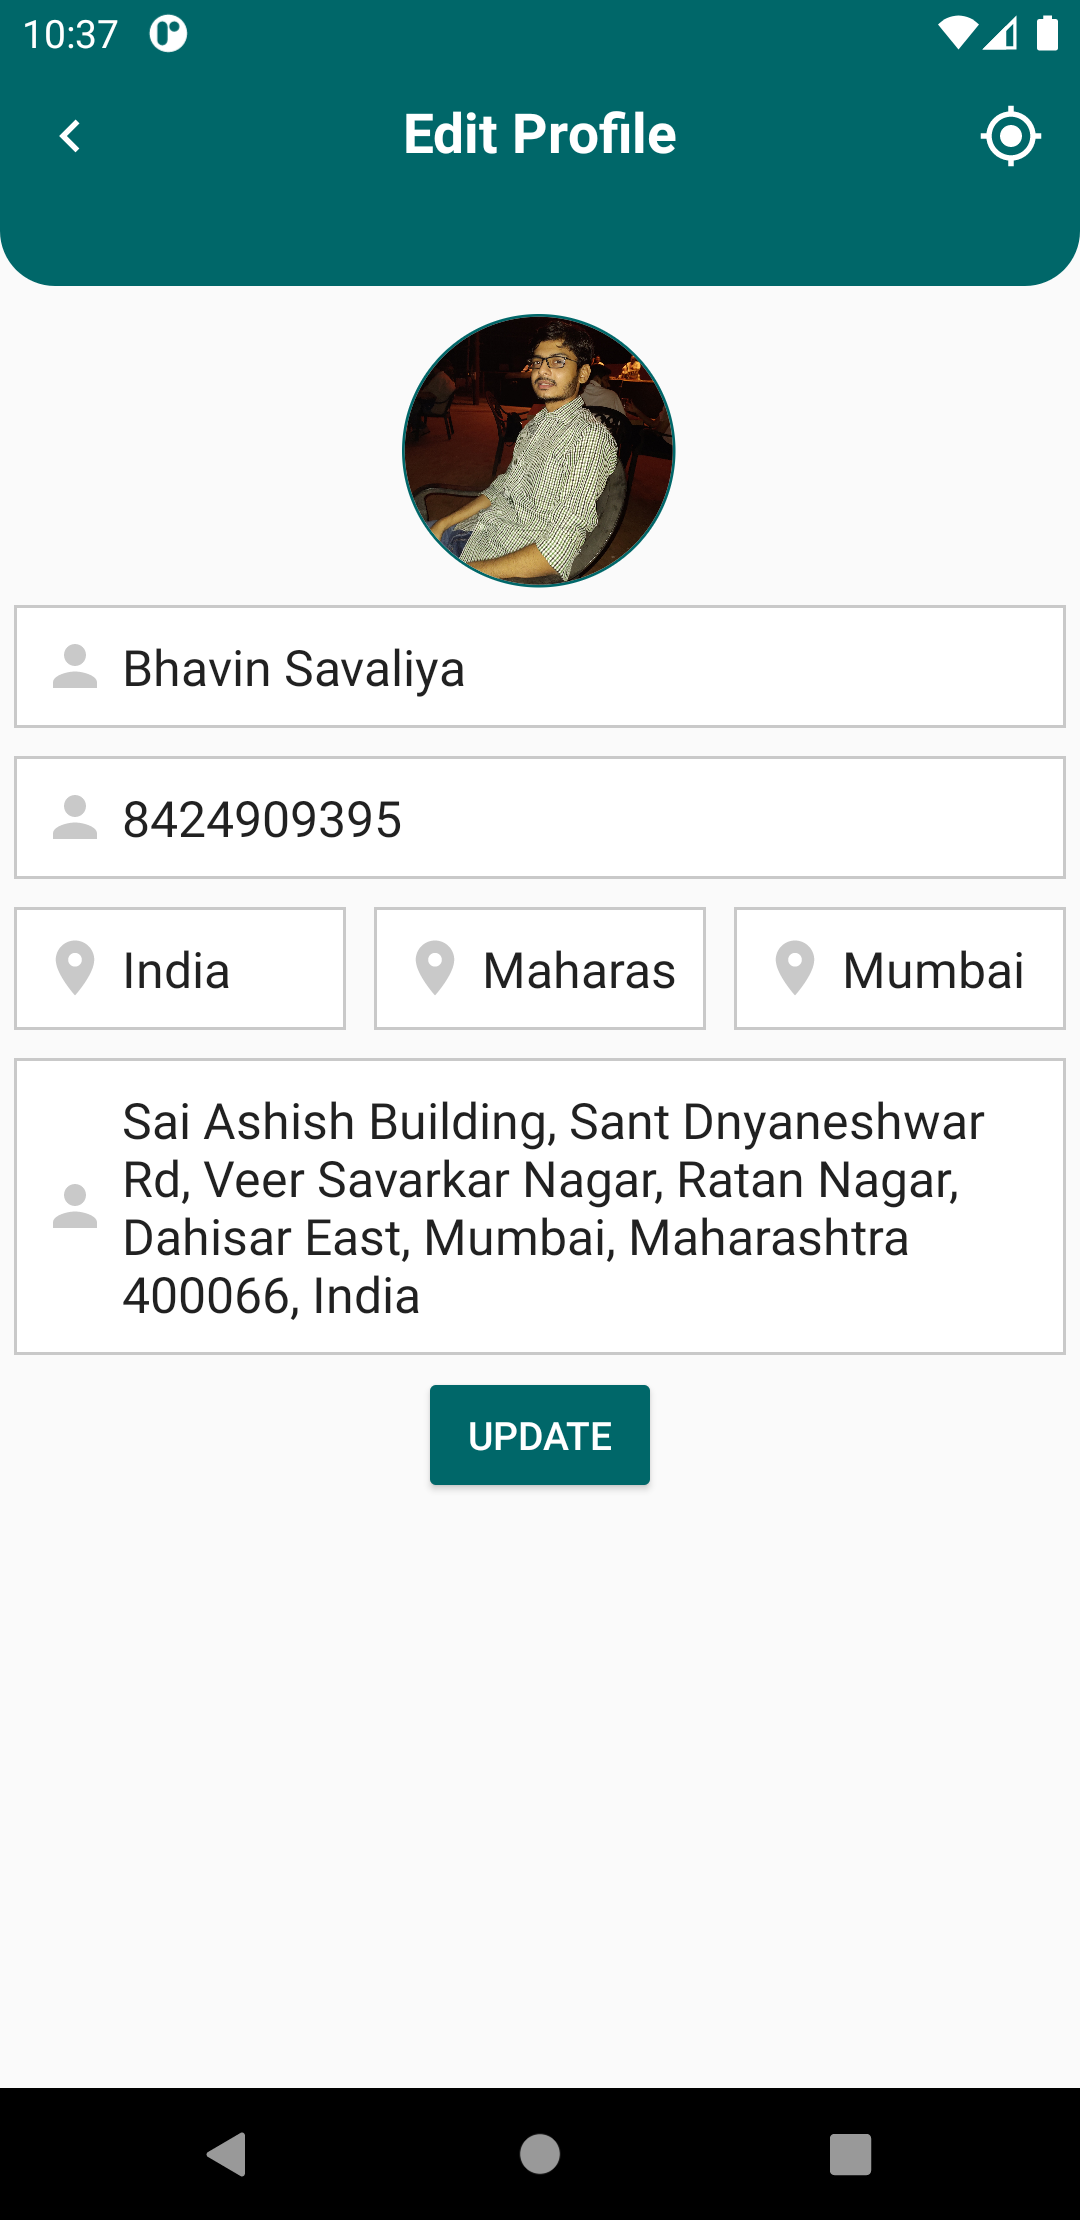 10:37
Edit Profile
Bhavin Savaliya
8424909395
India
Maharas
Mumbai
Sai Ashish Building, Sant Dnyaneshwar
Rd, Veer Savarkar Nagar, Ratan Nagar,
Dahisar East, Mumbai, Maharashtra
400066, India
UPDATE